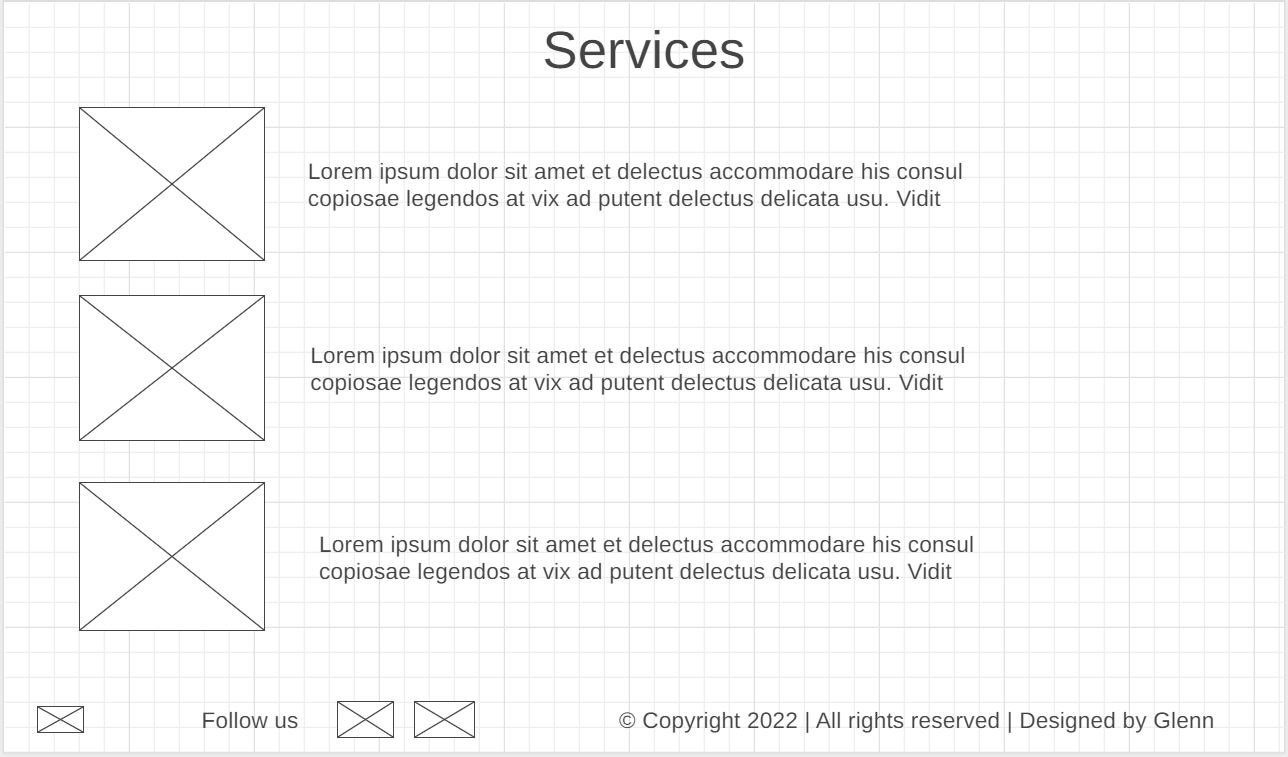 Services
Lorem ipsum dolor sit amet et delectus accommodare his consul
copiosae legendos at vix ad putent delectus delicata usu. Vidit
Lorem ipsum dolor sit amet et delectus accommodare his consul
copiosae legendos at vix ad putent delectus delicata usu. Vidit
Lorem ipsum dolor sit amet et delectus accommodare his consul
copiosae legendos at vix ad putent delectus delicata usu. Vidit
Follow us
© Copyright 2022 | All rights reserved | Designed by Glenn